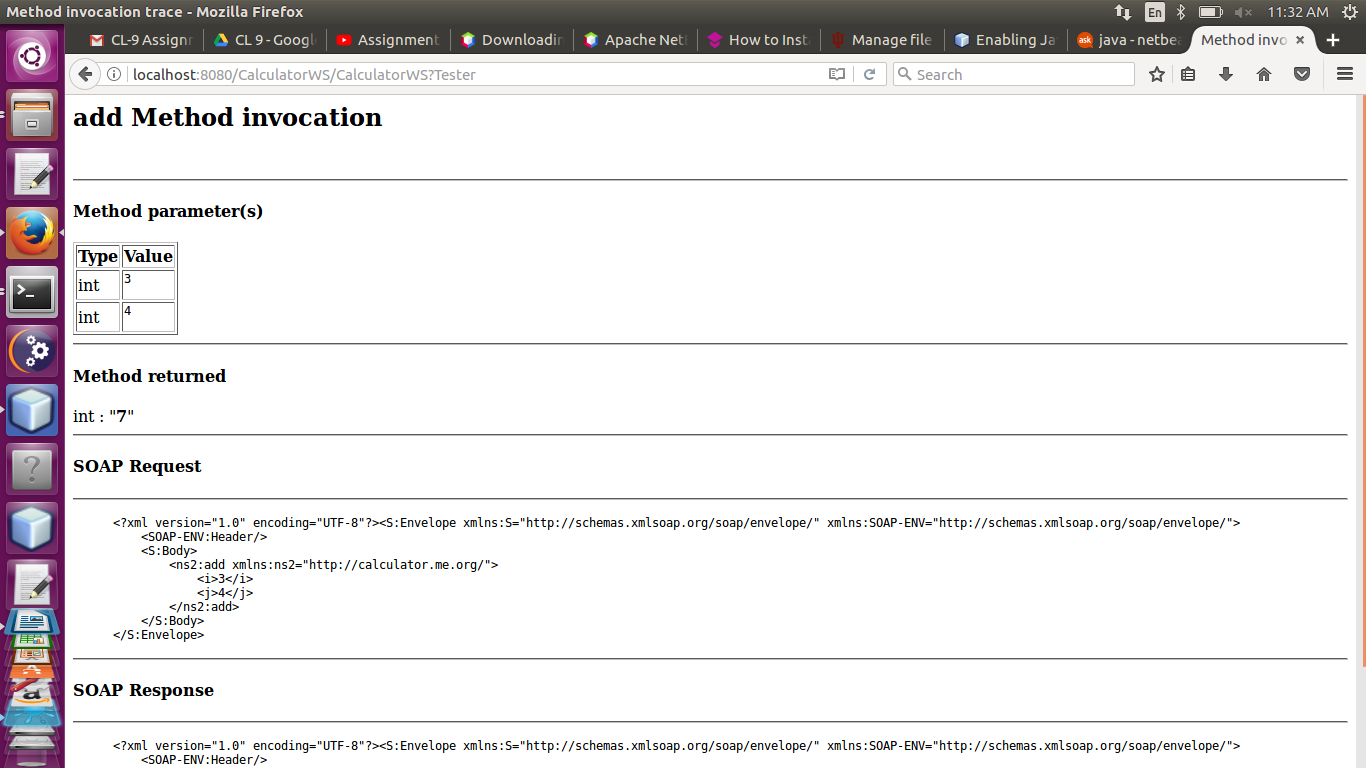 Method invocation trace - Mozilla Firefox
En
11:32 AM
CL-9 Assignr
CL 9 - Googl
Assignment
Downloadin
Apache Net
How to Inst
Manage file
Enabling Ja
ask
java - netbe
Method invo
localhost:8080/CalculatorWS/CalculatorWS?Tester
Search
add Method invocation
Method parameter(s)
Type Value
int 3
int 4
Method returned
int : "7"
SOAP Request
<?xml version="1.0" encoding="UTF-8"?><S:Envelope xmlns:S="http://schemas.xmlsoap.org/soap/envelope/" xmlns:SOAP-ENV="http://schemas.xmlsoap.org/soap/envelope/">
<SOAP-ENV:Header/>
<S:Body>
<ns2:add xmlns:ns2="http://calculator.me.org/">
<i>3</i>
<j>4</j>
</ns2:add>
</S:Body>
</S:Envelope>
SOAP Response
<?xml version="1.0" encoding="UTF-8"?><S:Envelope xmlns:S="http://schemas.xmlsoap.org/soap/envelope/" xmlns:SOAP-ENV="http://schemas.xmlsoap.org/soap/envelope/">
<SOAP-ENV:Header/>